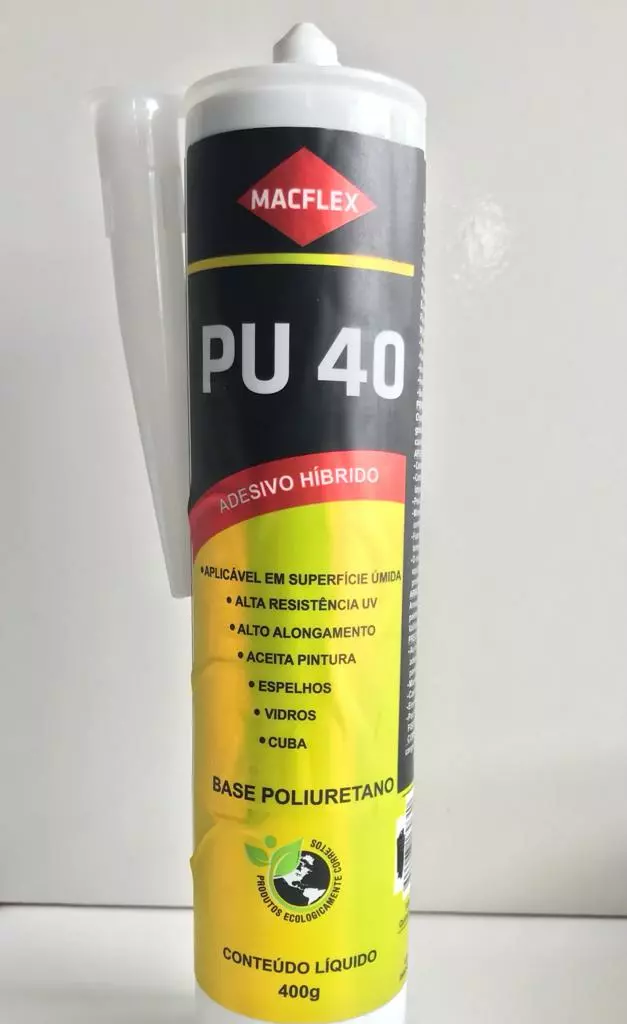 MACFLEX
PU 40
ADESIVO HÍBRIDO
• APLICÁVEL EM SUPERFÍCIE ÚMIDA
• ALTA RESISTÊNCIA UV
• ALTO ALONGAMENTO
• ACEITA PINTURA
• ESPELHOS
• VIDROS
• CUBA
BASE POLIURETANO
PRODUTOS ECOLOGICAMENTE CORRETOS
CONTEÚDO LÍQUIDO
400g